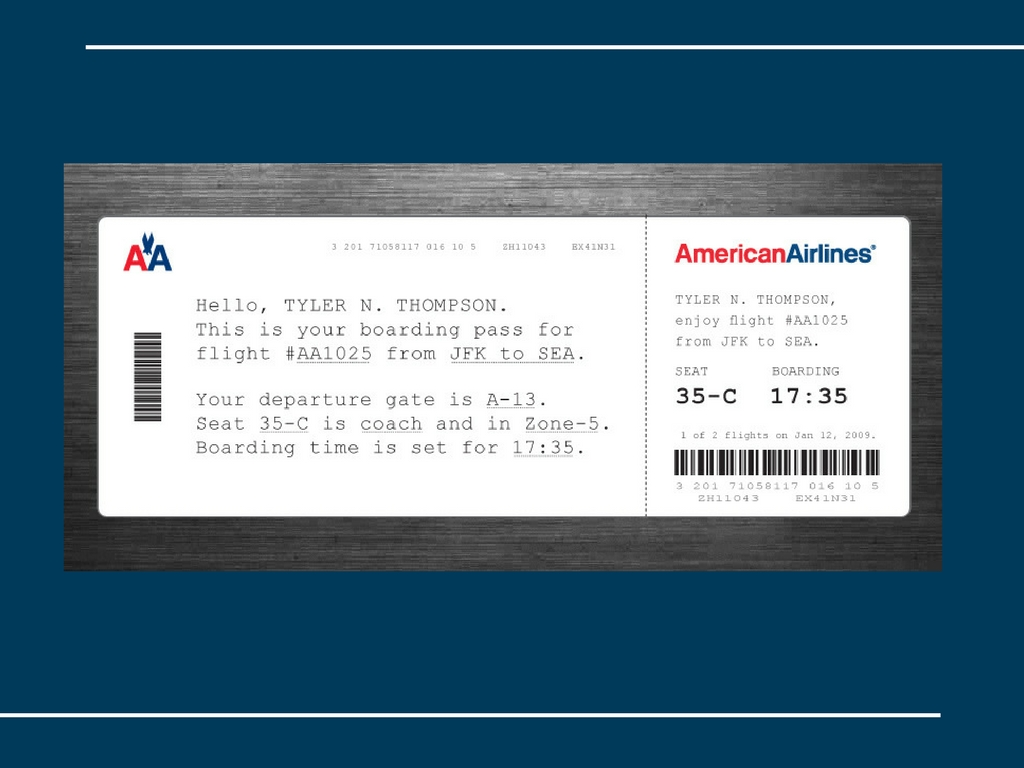 AA
3 201 71058117 016 10 5 ZH11043 EX41N31
Hello, TYLER N. THOMPSON.
This is your boarding pass for
flight #AA1025 from JFK to SEA.
Your departure gate is A-13.
Seat 35-C is coach and in Zone-5.
Boarding time is set for 17:35.
AmericanAirlines®
TYLER N. THOMPSON,
enjoy flight #AA1025
from JFK to SEA.
SEAT BOARDING
35-C 17:35
1 of 2 flights on Jan 12, 2009.
3 201 71058117 016 10 5
ZH11043 EX41N31